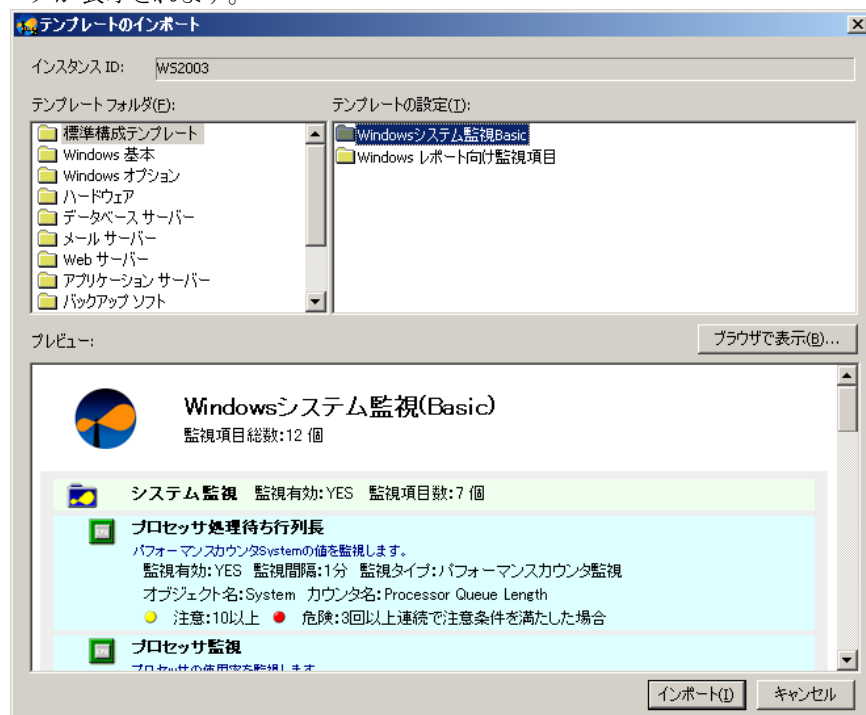 テンプレートのインポート
インスタンス ID: WS2003
テンプレート フォルダ(F):
テンプレートの設定(T):
標準構成テンプレート
Windows 基本
Windows オプション
ハードウェア
データベース サーバー
メール サーバー
Web サーバー
アプリケーション サーバー
バックアップ ソフト
Windowsシステム監視Basic
Windows レポート向け監視項目
プレビュー:
ブラウザで表示(B)...
Windowsシステム監視(Basic)
監視項目総数:12 個
システム監視 監視有効:YES 監視項目数:7 個
プロセッサ処理待ち行列長
パフォーマンスカウンタSystemの値を監視します。
監視有効:YES 監視間隔:1分 監視タイプ:パフォーマンスカウンタ監視
オブジェクト名:System カウンタ名:Processor Queue Length
注意:10以上 危険:3回以上連続で注意条件を満たした場合
プロセッサ監視
プロセッサの使用率を監視します
インポート(I) キャンセル